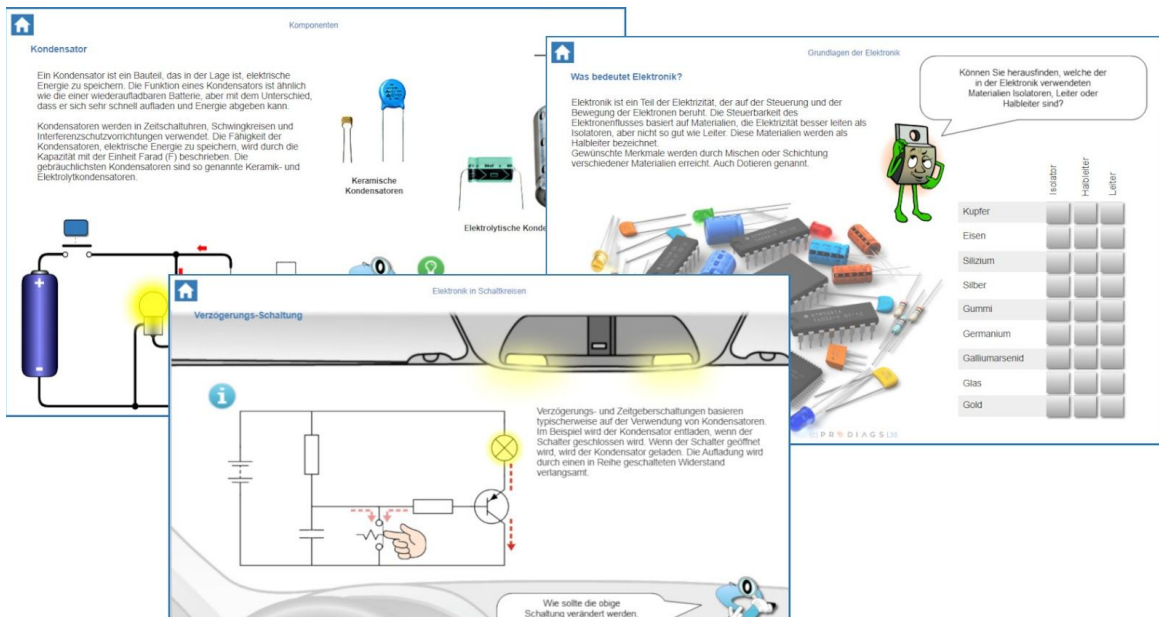 Komponenten
Kondensator
Ein Kondensator ist ein Bauteil, das in der Lage ist, elektrische
Energie zu speichern. Die Funktion eines Kondensators ist ähnlich
wie die einer wiederaufladbaren Batterie, aber mit dem Unterschied,
dass er sich sehr schnell aufladen und Energie abgeben kann.
Kondensatoren werden in Zeitschaltuhren, Schwingkreisen und
Interferenzschutzvorrichtungen verwendet. Die Fähigkeit der
Kondensatoren, elektrische Energie zu speichern, wird durch die
Kapazität mit der Einheit Farad (F) beschrieben. Die
gebräuchlichsten Kondensatoren sind so genannte Keramik- und
Elektrolytkondensatoren.
Keramische
Kondensatoren
Elektrolytische Konde
Grundlagen der Elektronik
Was bedeutet Elektronik?
Elektronik ist ein Teil der Elektrizität, der auf der Steuerung und der
Bewegung der Elektronen beruht. Die Steuerbarkeit des
Elektronenflusses basiert auf Materialien, die Elektrizität besser leiten als
Isolatoren, aber nicht so gut wie Leiter. Diese Materialien werden als
Halbleiter bezeichnet.
Gewünschte Merkmale werden durch Mischen oder Schichtung
verschiedener Materialien erreicht. Auch Dotieren genannt.
Können Sie herausfinden, welche der
in der Elektronik verwendeten
Materialien Isolatoren, Leiter oder
Halbleiter sind?
Isolator
Halbleiter
Leiter
Kupfer
Eisen
Silizium
Silber
Gummi
Germanium
Galliumarsenid
Glas
Gold
PRODIAGS
Elektronik in Schaltkreisen
Verzögerungs-Schaltung
Verzögerungs- und Zeitgeberschaltungen basieren
typischerweise auf der Verwendung von Kondensatoren.
Im Beispiel wird der Kondensator entladen, wenn der
Schalter geschlossen wird. Wenn der Schalter geöffnet
wird, wird der Kondensator geladen. Die Aufladung wird
durch einen in Reihe geschalteten Widerstand
verlangsamt.
Wie sollte die obige
Schaltung verändert werden,